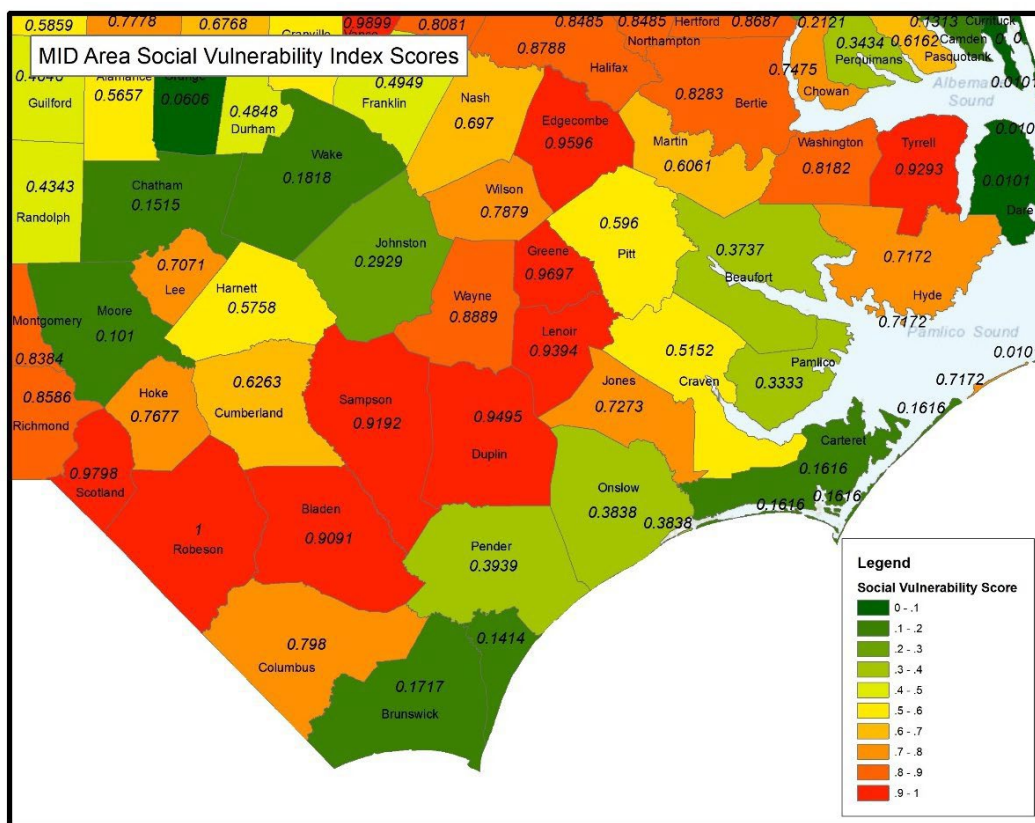 0.5859
0.7778
0.6768
0.9899
0.8081
0.8485
0.8485
Hertford
0.8687
0.2121
0.1313
Currituck
MID Area Social Vulnerability Index Scores
Northampton
0.3434
Perquimans
0.6162
Camden
Pasquotank
0
0
0.8788
Halifax
0.7475
Chowan
0.0101
Albemarle
Sound
Guilford
0.5657
0.0606
0.4848
Durham
0.4949
Franklin
Nash
0.697
0.8283
Bertie
Edgecombe
0.9596
Martin
0.6061
Washington
0.8182
Tyrrell
0.9293
0.010
0.0101
Dare
Wake
0.1818
0.4343
Randolph
Chatham
0.1515
Wilson
0.7879
0.596
Pitt
Johnston
0.2929
Greene
0.9697
0.3737
Beaufort
0.7172
Hyde
0.7071
Lee
Harnett
0.5758
Wayne
0.8889
Moore
0.101
Montgomery
0.8384
Lenoir
0.9394
0.7172
Pamlico Sound
0.010
0.5152
Craven
Pamlico
0.3333
0.8586
Richmond
Hoke
0.7677
0.6263
Cumberland
Sampson
0.9192
0.9495
Duplin
Jones
0.7273
0.7172
0.1616
Carteret
0.1616
0.1616
0.1616
0.9798
Scotland
Onslow
0.3838
0.3838
1
Robeson
Bladen
0.9091
Pender
0.3939
0.798
Columbus
0.1414
0.1717
Brunswick
Legend
Social Vulnerability Score
0 - .1
.1 - .2
.2 - .3
.3 - .4
.4 - .5
.5 - .6
.6 - .7
.7 - .8
.8 - .9
.9 - 1